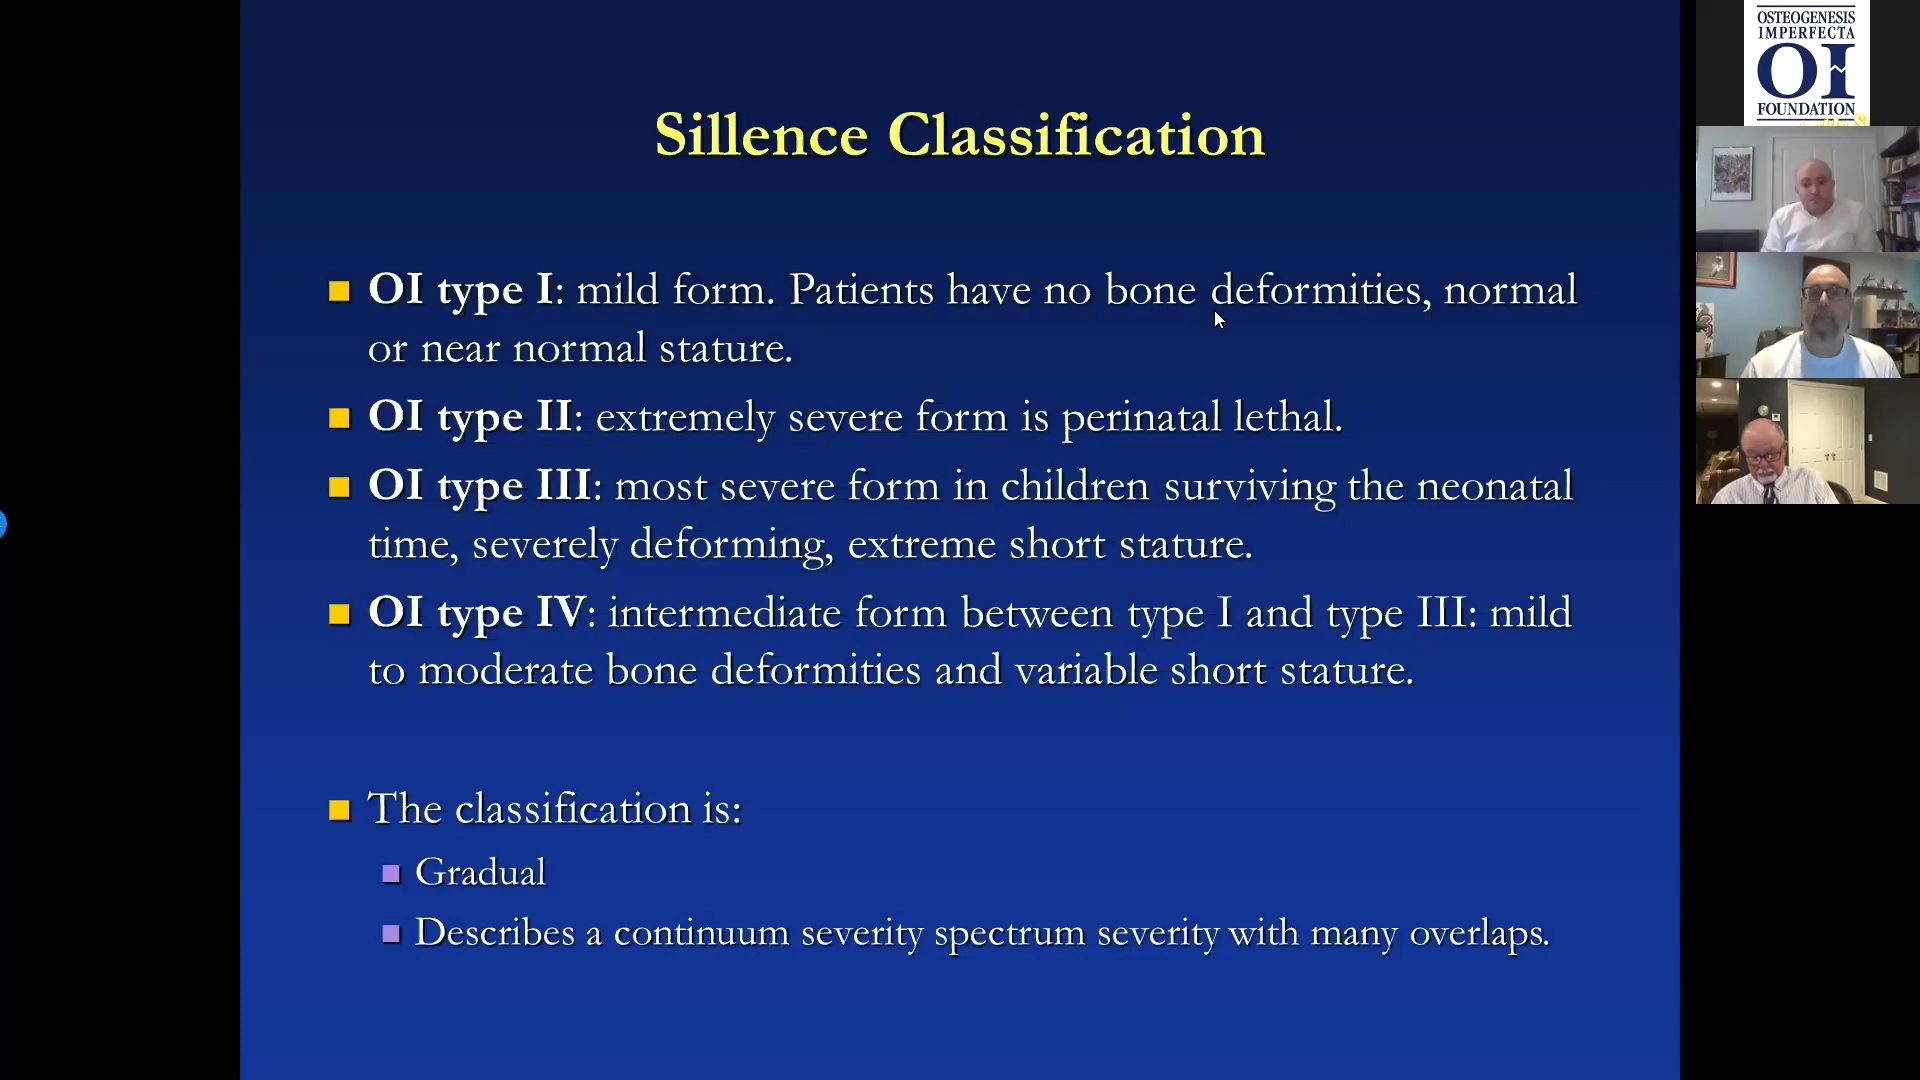 Sillence Classification
OI type I: mild form. Patients have no bone deformities, normal
or near normal stature.
OI type II: extremely severe form is perinatal lethal.
OI type III: most severe form in children surviving the neonatal
time, severely deforming, extreme short stature.
OI type IV: intermediate form between type I and type III: mild
to moderate bone deformities and variable short stature.
The classification is:
Gradual
Describes a continuum severity spectrum severity with many overlaps.
OSTEOGENESIS
IMPERFECTA
OI
FOUNDATION